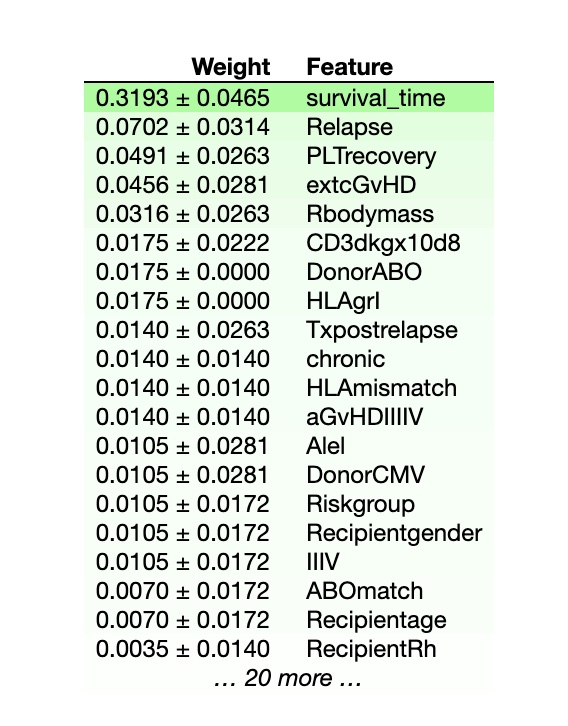 Weight Feature
0.3193 ± 0.0465 survival_time
0.0702 ± 0.0314 Relapse
0.0491 ± 0.0263 PLTrecovery
0.0456 ± 0.0281 extcGvHD
0.0316 ± 0.0263 Rbodymass
0.0175 ± 0.0222 CD3dkgx10d8
0.0175 ± 0.0000 DonorABO
0.0175 ± 0.0000 HLAgrI
0.0140 ± 0.0263 Txpostrelapse
0.0140 ± 0.0140 chronic
0.0140 ± 0.0140 HLAmismatch
0.0140 ± 0.0140 aGvHDIIIIV
0.0105 ± 0.0281 Alel
0.0105 ± 0.0281 DonorCMV
0.0105 ± 0.0172 Riskgroup
0.0105 ± 0.0172 Recipientgender
0.0105 ± 0.0172 IIIV
0.0070 ± 0.0172 ABOmatch
0.0070 ± 0.0172 Recipientage
0.0035 ± 0.0140 RecipientRh
… 20 more …